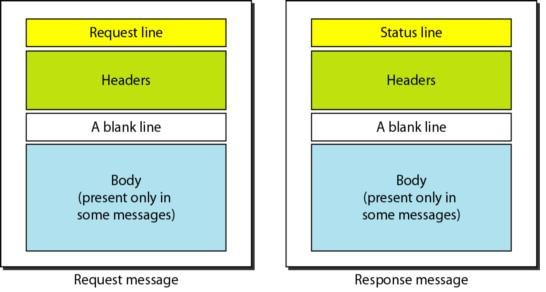 Request line
Headers
A blank line
Body
(present only in
some messages)
Request message
Status line
Headers
A blank line
Body
(present only in
some messages)
Response message